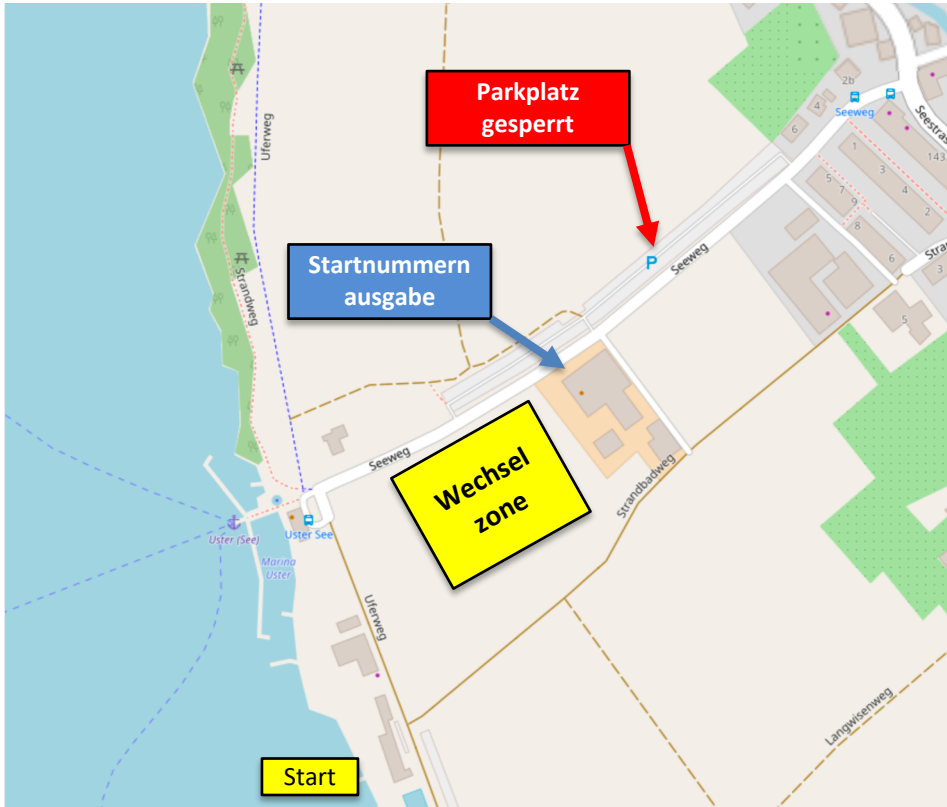 Parkplatz
gesperrt
2b
4
6
Seeweg
Seestras
143
1
3
4
2
5
7
9
8
6
Stran
3
5
Uferweg
Strandweg
P
Seeweg
Startnummern
ausgabe
Seeweg
Wechsel
zone
Strandbadweg
Uster (See)
Uster See
Marina
Uster
Uferweg
Langwisenweg
Start